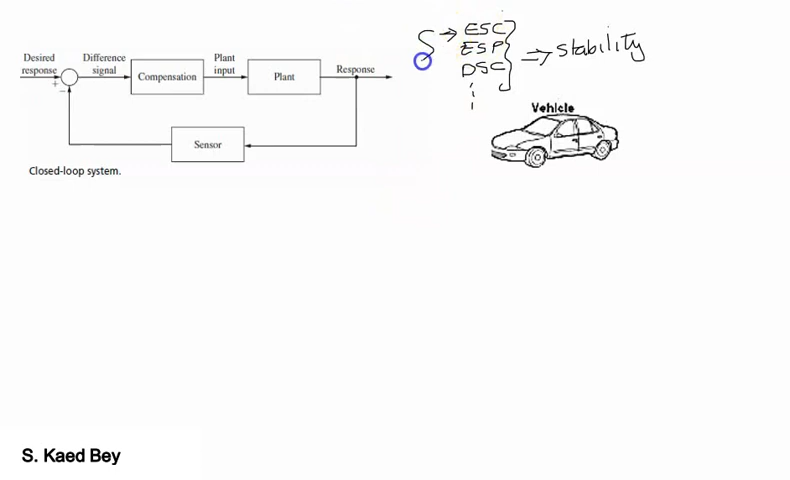 Desired response
Difference signal
Compensation
Plant input
Plant
Response
+
−
Sensor
Closed-loop system.
ESC
ESP
DSC
⇒ stability
Vehicle
S. Kaed Bey